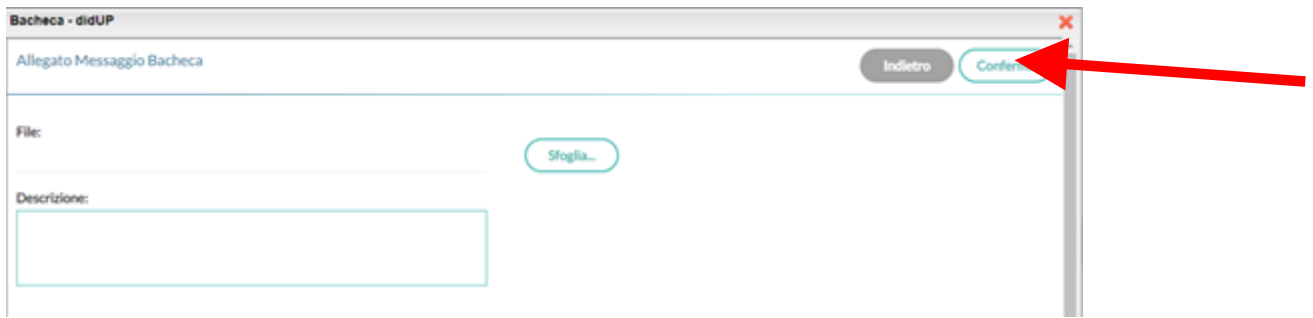 Bacheca - didUP
Allegato Messaggio Bacheca
Indietro
File:
Sfoglia...
Descrizione: